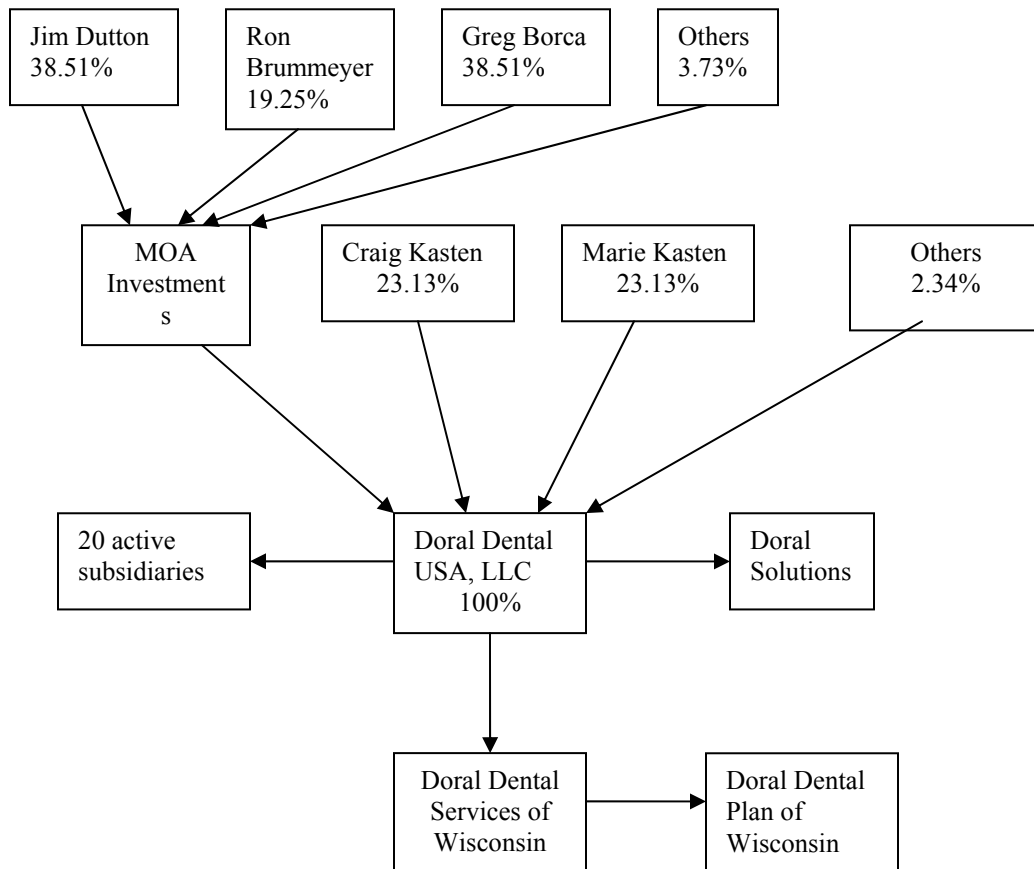 Jim Dutton
38.51%
Ron
Brummeyer
19.25%
Greg Borca
38.51%
Others
3.73%
MOA
Investment
s
Craig Kasten
23.13%
Marie Kasten
23.13%
Others
2.34%
20 active
subsidiaries
Doral Dental
USA, LLC
100%
Doral
Solutions
Doral Dental
Services of
Wisconsin
Doral Dental
Plan of
Wisconsin